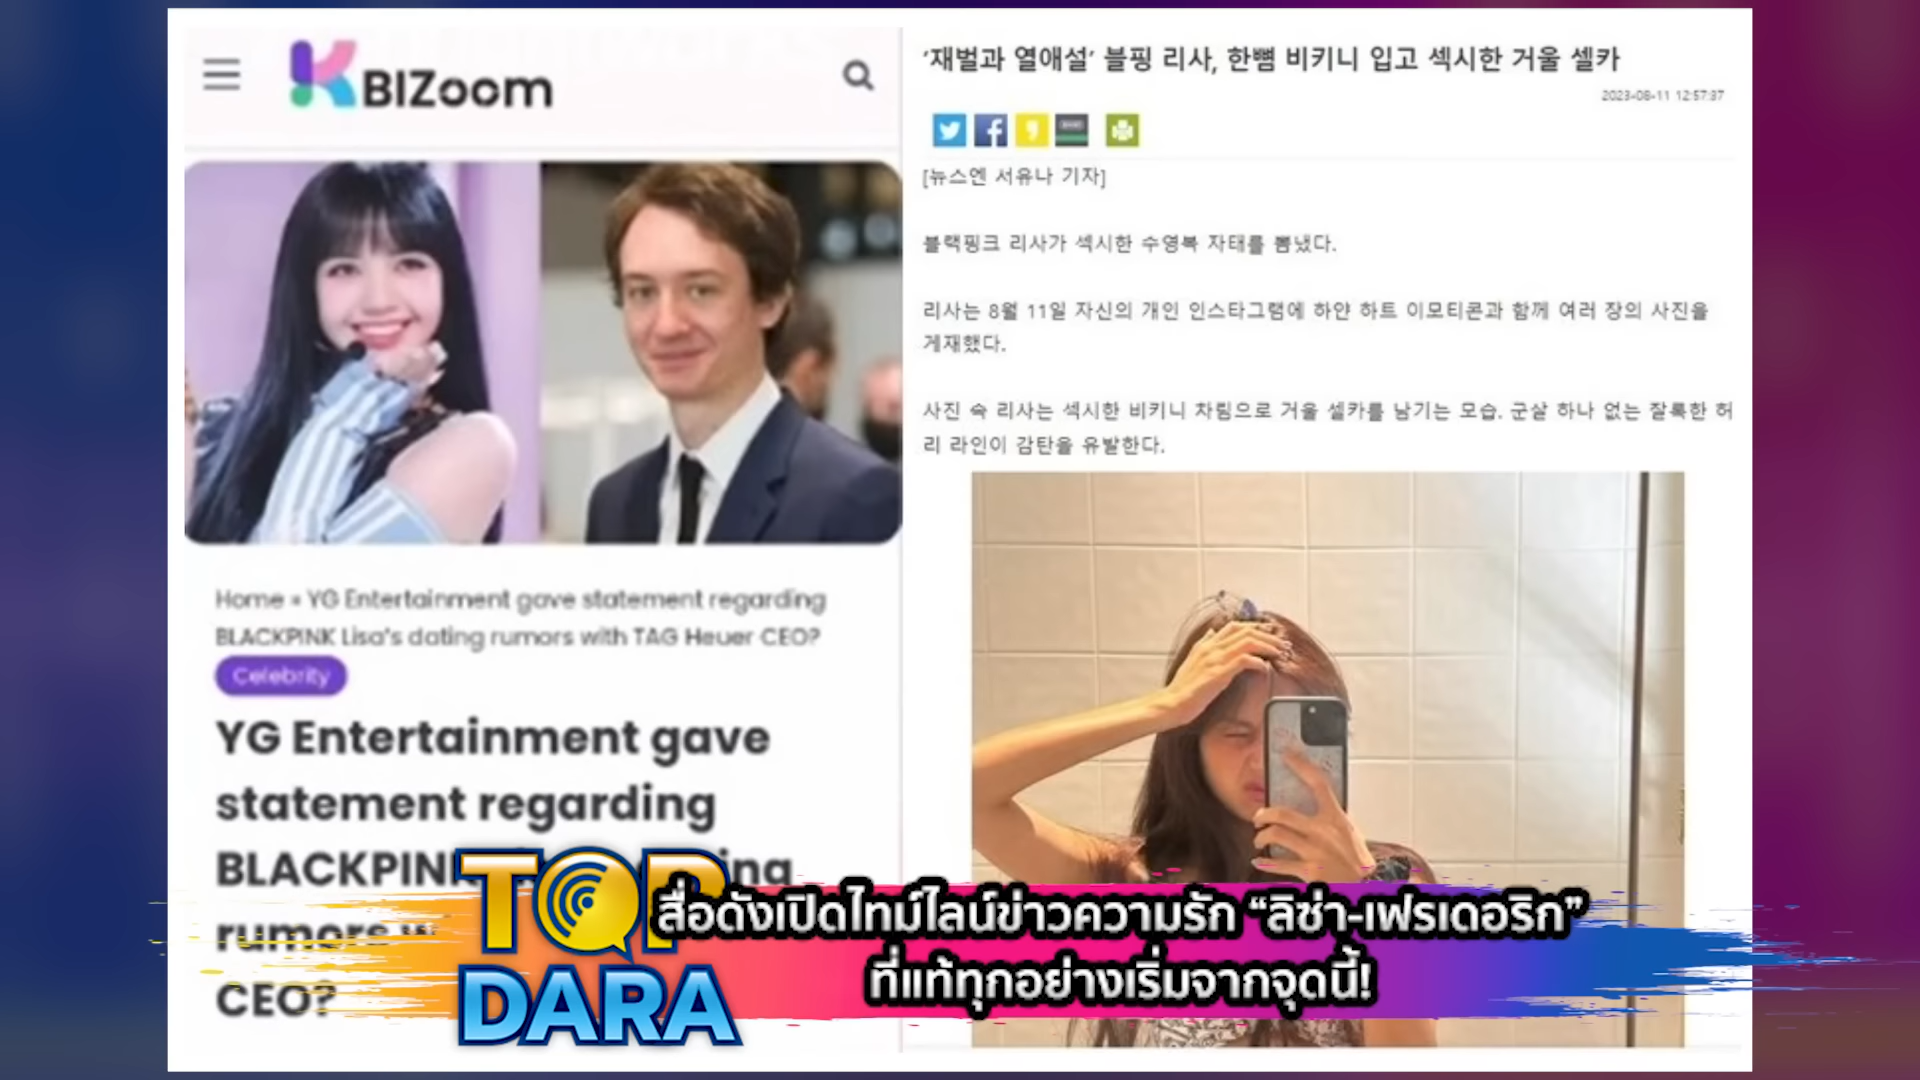 BIZoom
Home » YG Entertainment gave statement regarding
BLACKPINK Lisa's dating rumors with TAG Heuer CEO?
Celebrity
YG Entertainment gave
statement regarding
BLACKPINK
rumors
CEO?
‘재벌과 열애설’ 블핑 리사, 한뼘 비키니 입고 섹시한 거울 셀카
2023-08-11 12:57:37
[뉴스엔 서유나 기자]
블랙핑크 리사가 섹시한 수영복 자태를 뽐냈다.
리사는 8월 11일 자신의 개인 인스타그램에 하얀 하트 이모티콘과 함께 여러 장의 사진을
게재했다.
사진 속 리사는 섹시한 비키니 차림으로 거울 셀카를 남기는 모습. 군살 하나 없는 잘록한 허
리 라인이 감탄을 유발한다.
TOP
DARA
สื่อดังเปิดไทม์ไลน์ข่าวความรัก “ลิซ่า-เฟรเดอริก”
ที่แท้ทุกอย่างเริ่มจากจุดนี้!